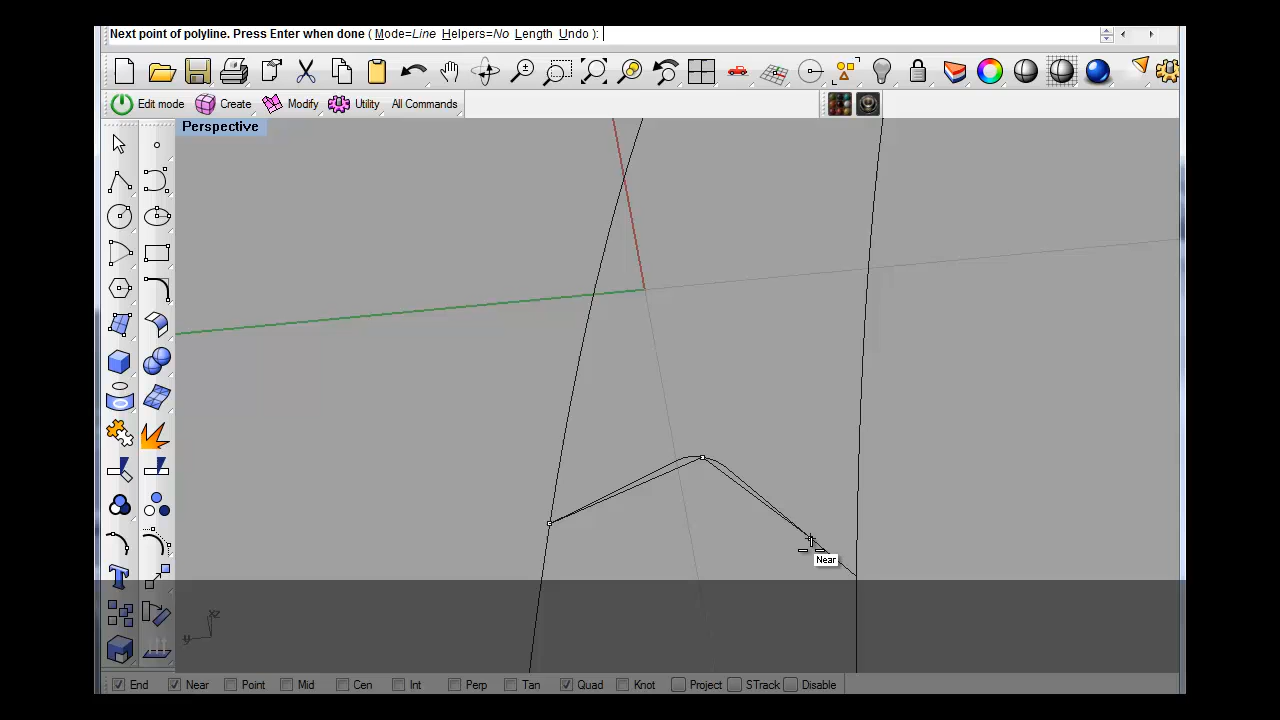 Next point of polyline. Press Enter when done ( Mode=Line Helpers=No Length Undo ):
Edit mode Create Modify Utility All Commands
Perspective
Near
xz
y
End Near Point Mid Cen Int Perp Tan Quad Knot Project STrack Disable